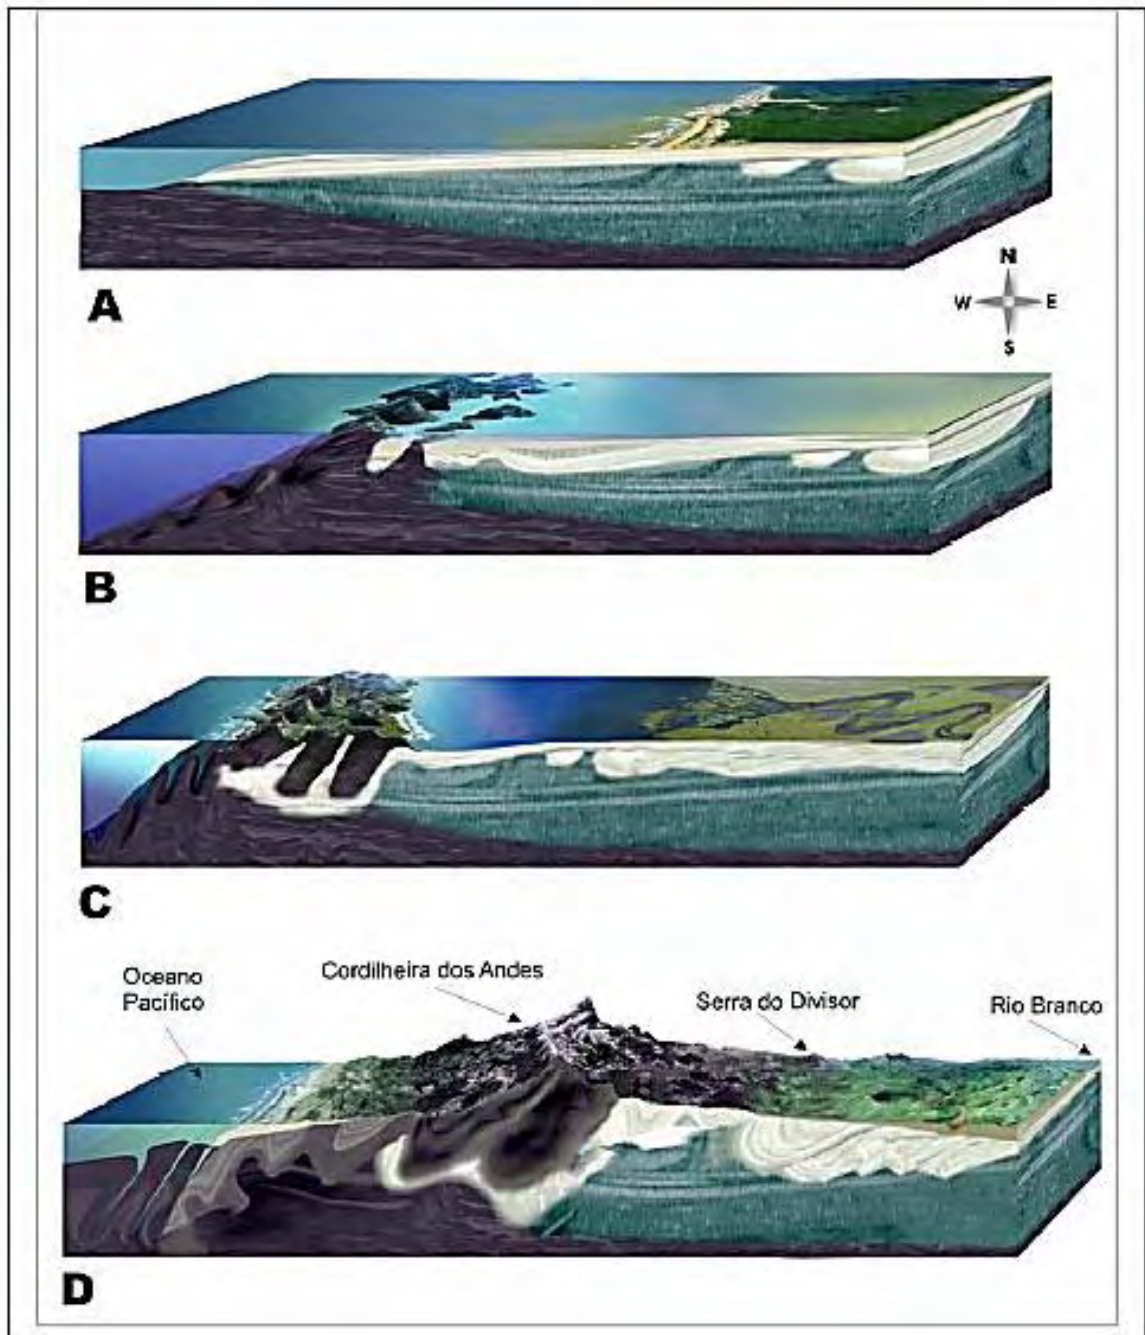 A
N
W E
S
B
C
Oceano
Pacífico
Cordilheira dos Andes
Serra do Divisor
Rio Branco
D